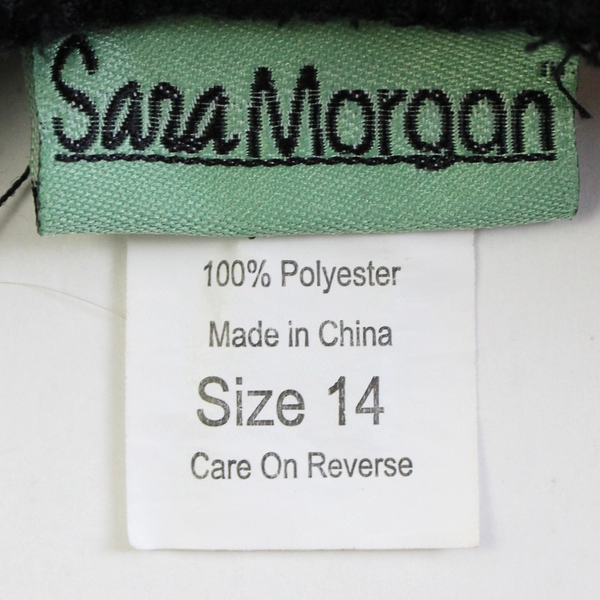 Sara Morgan
100% Polyester
Made in China
Size 14
Care On Reverse